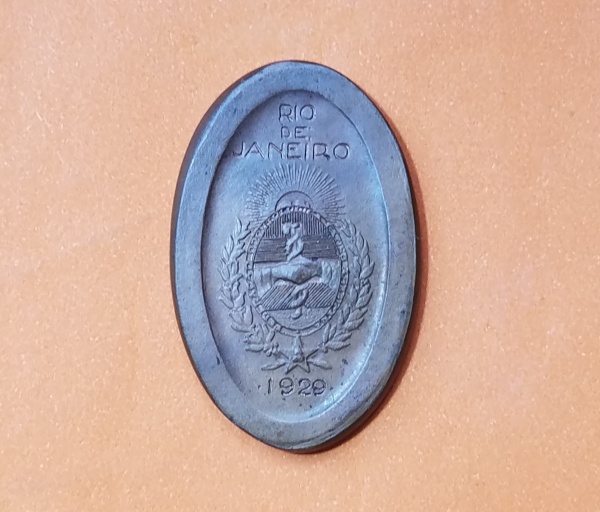 RIO
DE
JANEIRO
·1929·